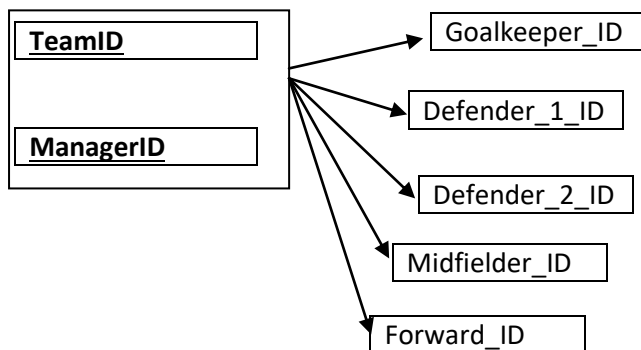 TeamID
ManagerID
Goalkeeper_ID
Defender_1_ID
Defender_2_ID
Midfielder_ID
Forward_ID